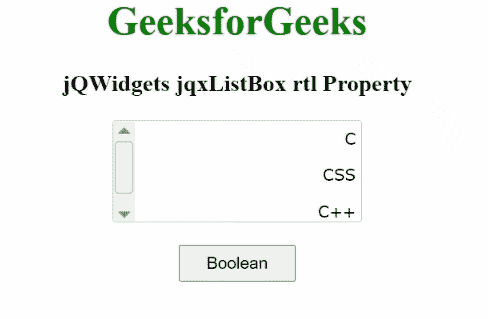 GeeksforGeeks
jQWidgets jqxListBox rtl Property
C
CSS
C++
Boolean